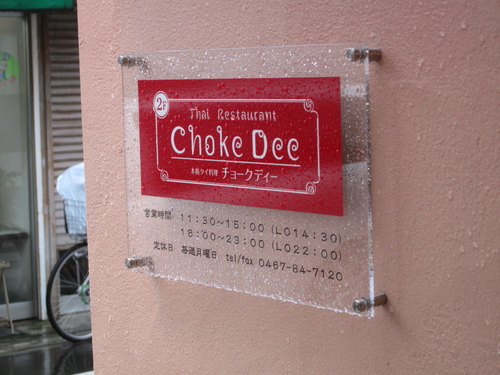 2F
Thai Restaurant
Choke Dee
本格タイ料理 チョークディー
営業時間 11:30~15:00 (LO14:30)
18:00~23:00 (LO22:00)
定休日 毎週月曜日 tel/fax 0467-84-7120